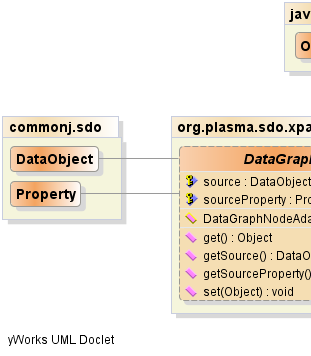 jav
O
commonj.sdo
DataObject
Property
org.plasma.sdo.xpa
DataGraph
source : DataObject
sourceProperty : Pro
DataGraphNodeAda
get() : Object
getSource() : DataO
getSourceProperty()
set(Object) : void
yWorks UML Doclet